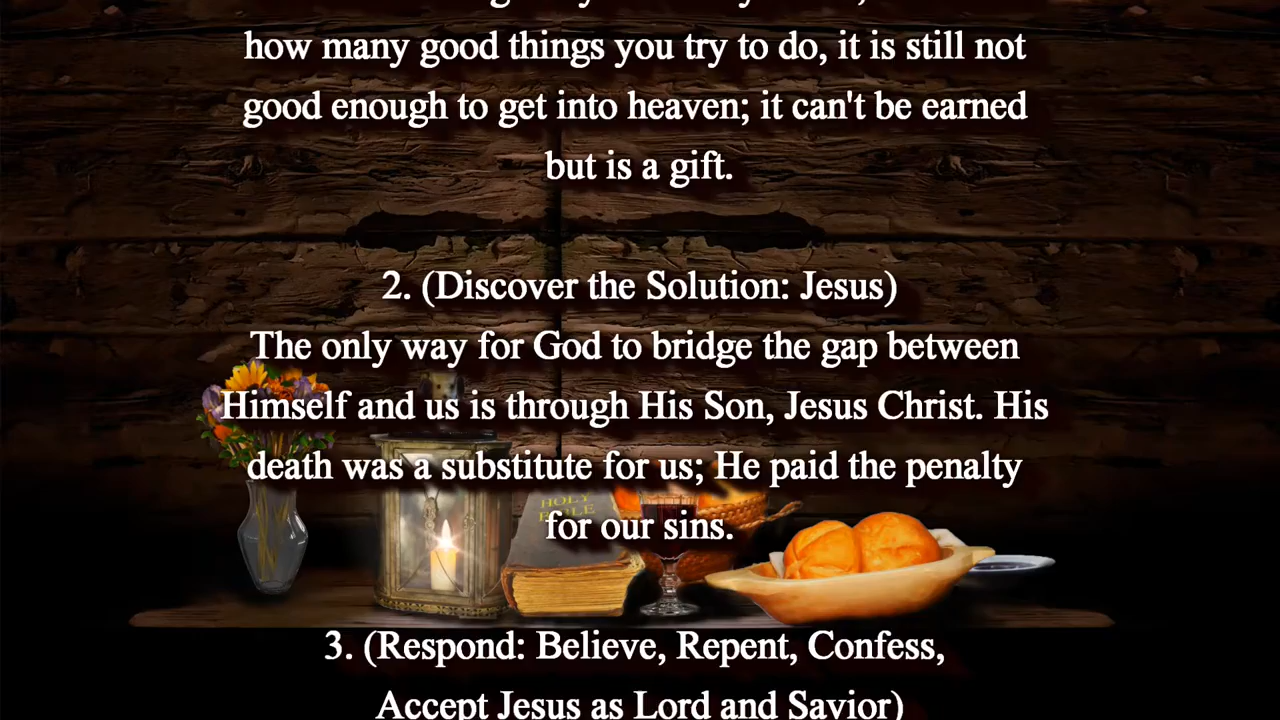 how many good things you try to do, it is still not
good enough to get into heaven; it can't be earned
but is a gift.
2. (Discover the Solution: Jesus)
The only way for God to bridge the gap between
Himself and us is through His Son, Jesus Christ. His
death was a substitute for us; He paid the penalty
for our sins.
HOLY
BIBLE
3. (Respond: Believe, Repent, Confess,
Accept Jesus as Lord and Savior)